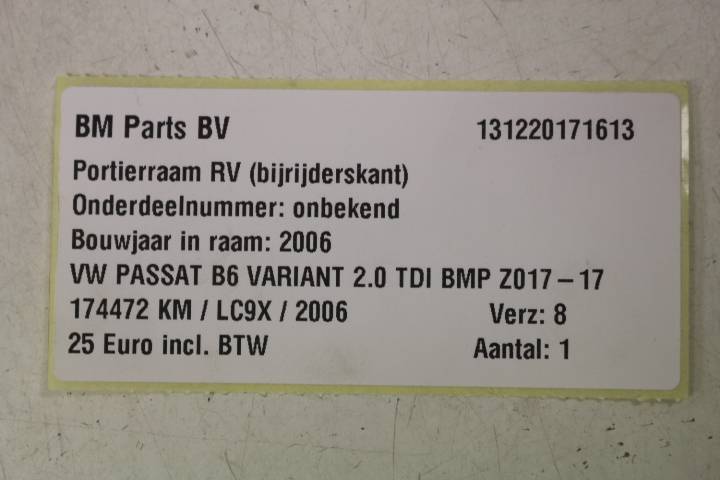 BM Parts BV 131220171613
Portierraam RV (bijrijderskant)
Onderdeelnummer: onbekend
Bouwjaar in raam: 2006
VW PASSAT B6 VARIANT 2.0 TDI BMP Z017 – 17
174472 KM / LC9X / 2006 Verz: 8
25 Euro incl. BTW Aantal: 1